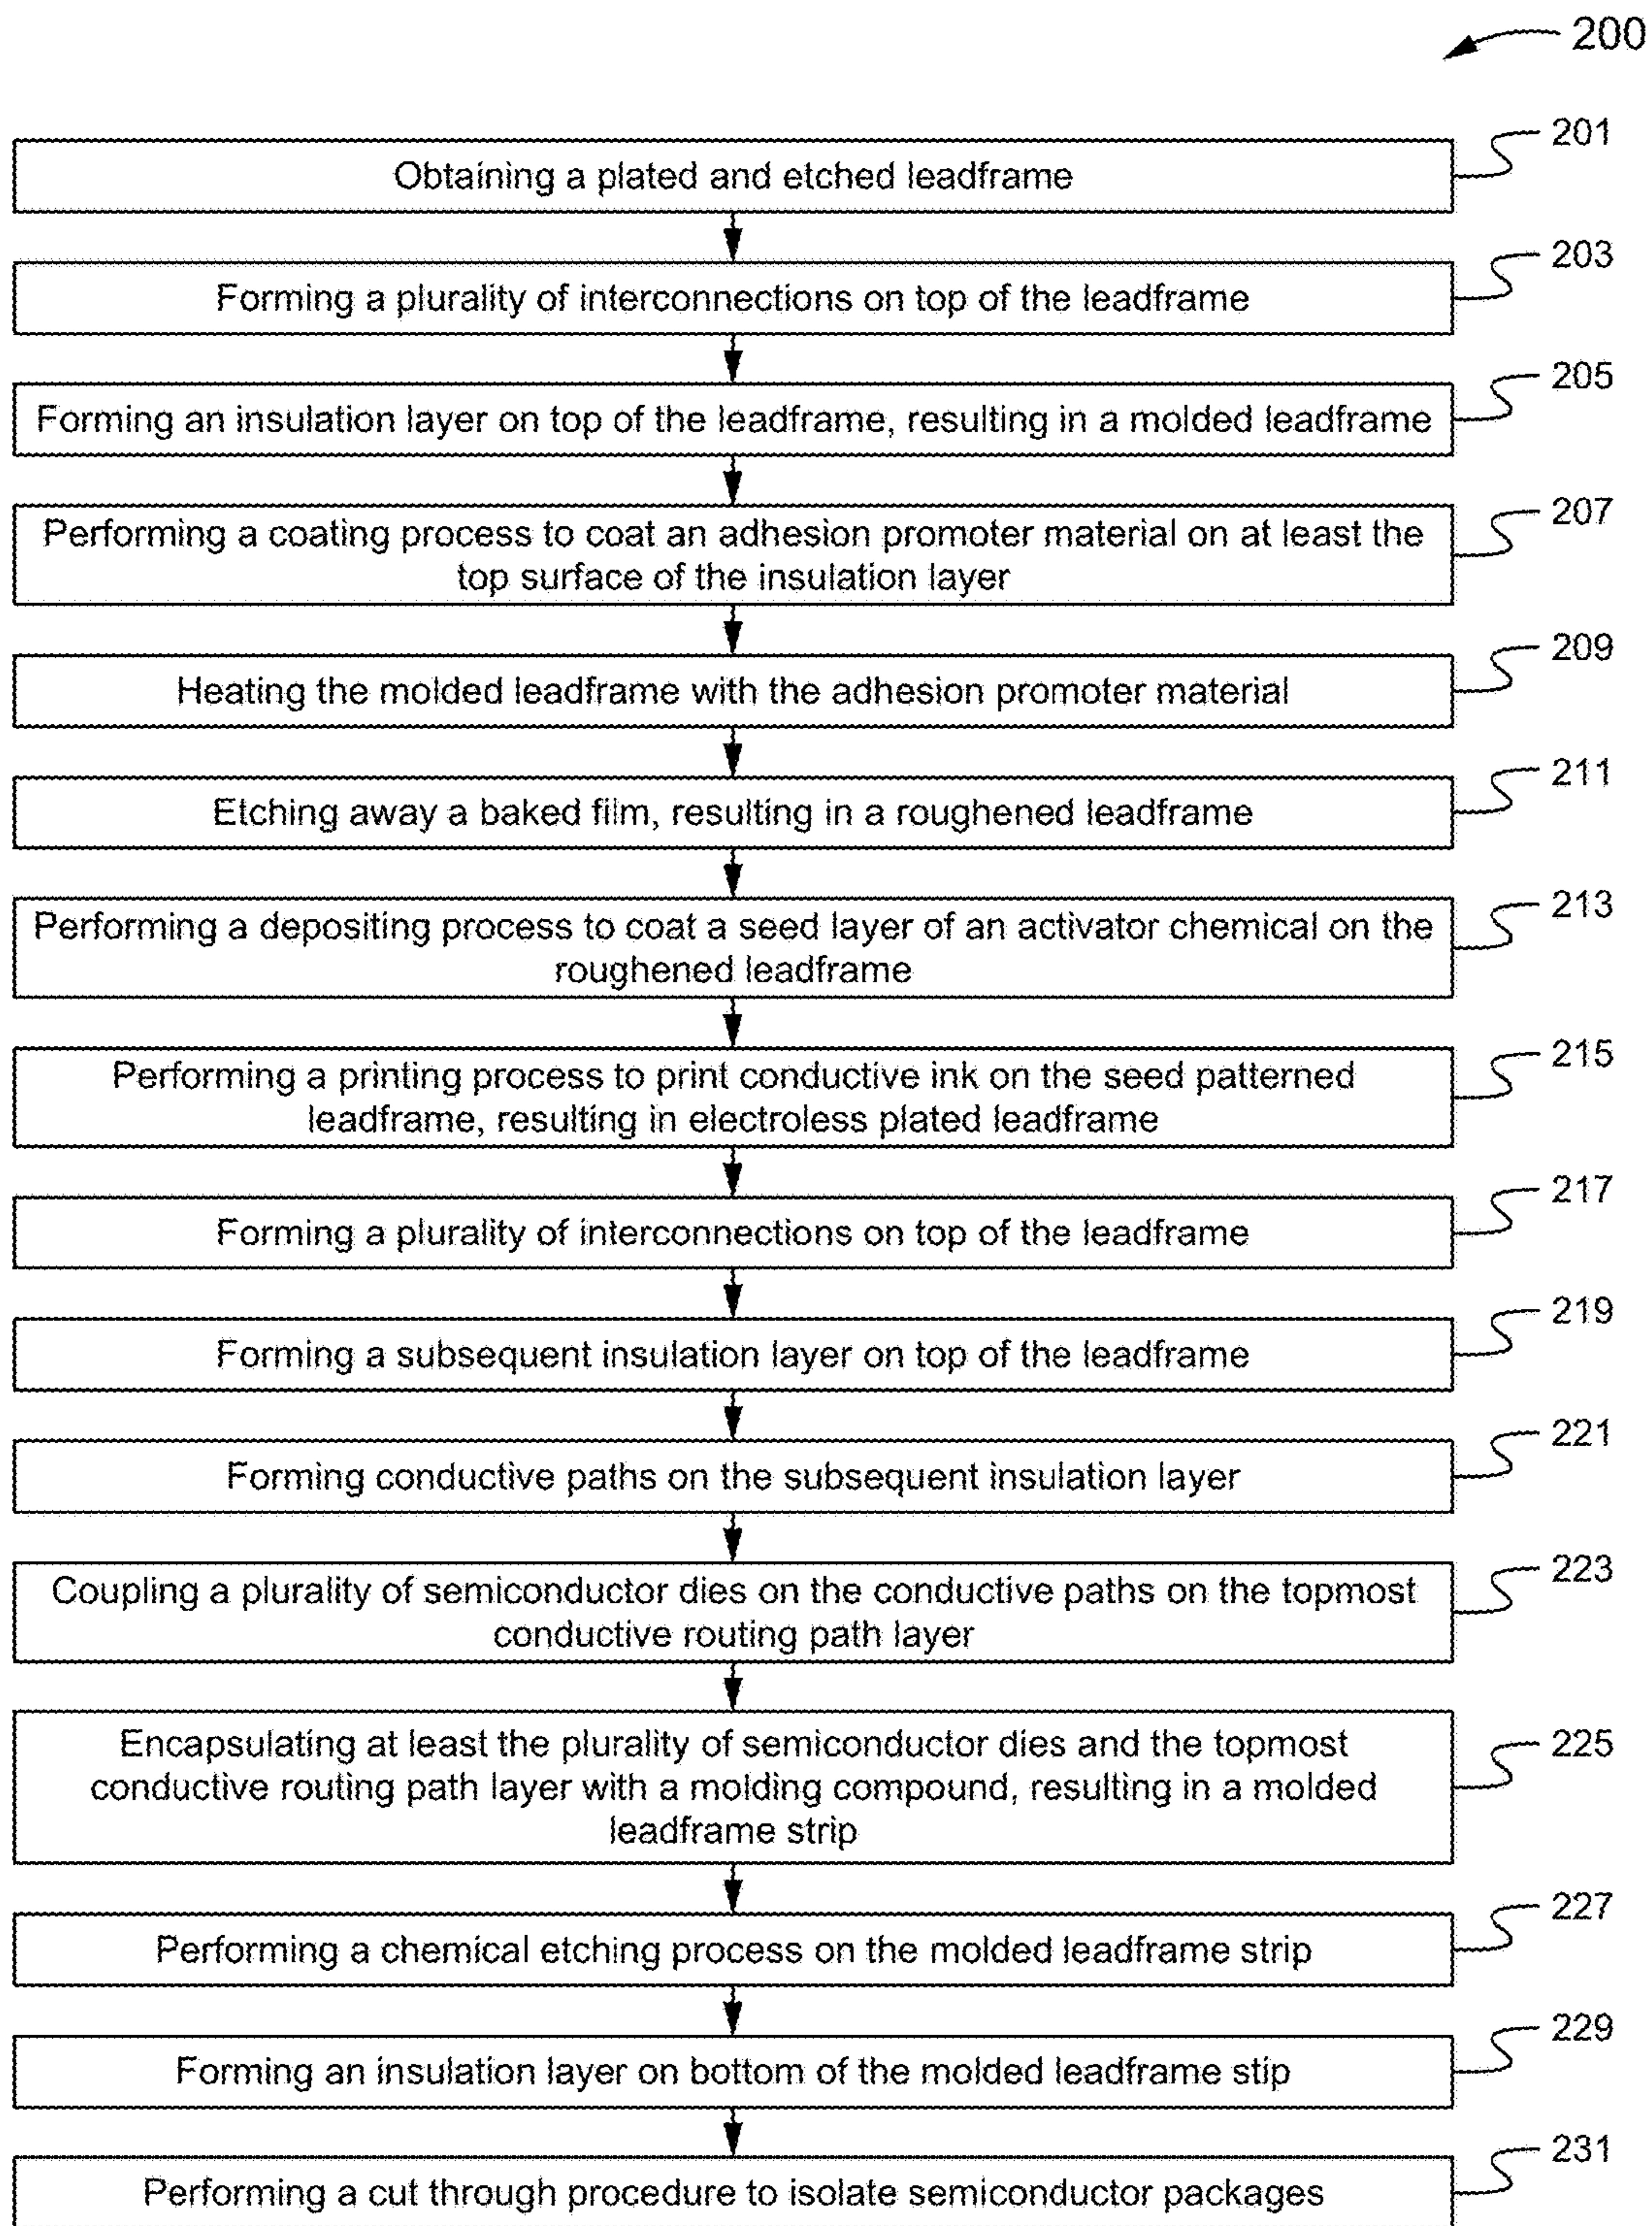 200
201
Obtaining a plated and etched leadframe
203
Forming a plurality of interconnections on top of the leadframe
205
Forming an insulation layer on top of the leadframe, resulting in a molded leadframe
207
Performing a coating process to coat an adhesion promoter material on at least the
top surface of the insulation layer
209
Heating the molded leadframe with the adhesion promoter material
211
Etching away a baked film, resulting in a roughened leadframe
213
Performing a depositing process to coat a seed layer of an activator chemical on the
roughened leadframe
215
Performing a printing process to print conductive ink on the seed patterned
leadframe, resulting in electroless plated leadframe
217
Forming a plurality of interconnections on top of the leadframe
219
Forming a subsequent insulation layer on top of the leadframe
221
Forming conductive paths on the subsequent insulation layer
223
Coupling a plurality of semiconductor dies on the conductive paths on the topmost
conductive routing path layer
225
Encapsulating at least the plurality of semiconductor dies and the topmost
conductive routing path layer with a molding compound, resulting in a molded
leadframe strip
227
Performing a chemical etching process on the molded leadframe strip
229
Forming an insulation layer on bottom of the molded leadframe stip
231
Performing a cut through procedure to isolate semiconductor packages